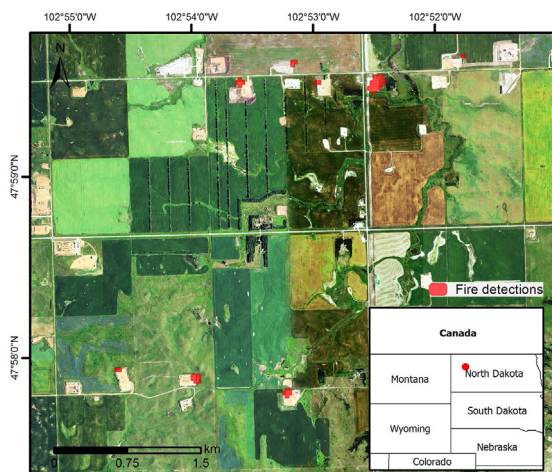 102°55'0"W 102°54'0"W 102°53'0"W 102°52'0"W
N
47°59'0"N
Fire detections
Canada
47°58'0"N
Montana
North Dakota
South Dakota
Wyoming
Nebraska
Colorado
km
0 0.75 1.5